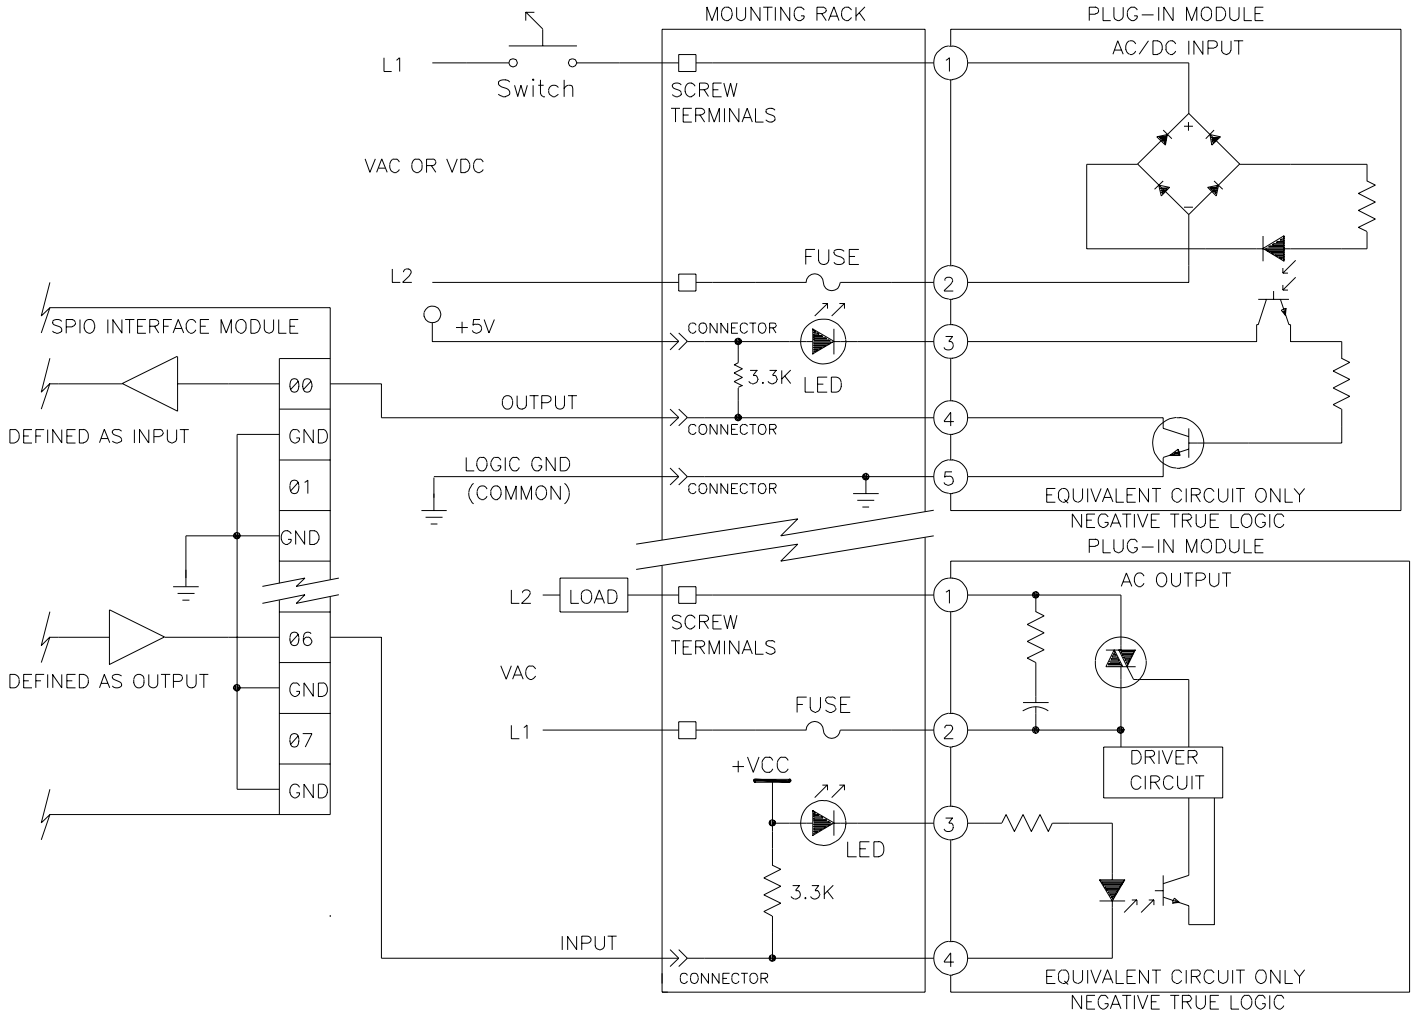 MOUNTING RACK
PLUG-IN MODULE
AC/DC INPUT
L1
Switch
1
SCREW
TERMINALS
+
VAC OR VDC
−
FUSE
L2
2
SPIO INTERFACE MODULE
+5V
CONNECTOR
3
3.3K
LED
00
OUTPUT
4
CONNECTOR
DEFINED AS INPUT
GND
LOGIC GND
(COMMON)
5
CONNECTOR
01
EQUIVALENT CIRCUIT ONLY
NEGATIVE TRUE LOGIC
GND
PLUG-IN MODULE
AC OUTPUT
L2
LOAD
1
SCREW
TERMINALS
06
VAC
DEFINED AS OUTPUT
GND
FUSE
L1
2
07
+VCC
DRIVER
CIRCUIT
GND
3
LED
3.3K
INPUT
4
CONNECTOR
EQUIVALENT CIRCUIT ONLY
NEGATIVE TRUE LOGIC